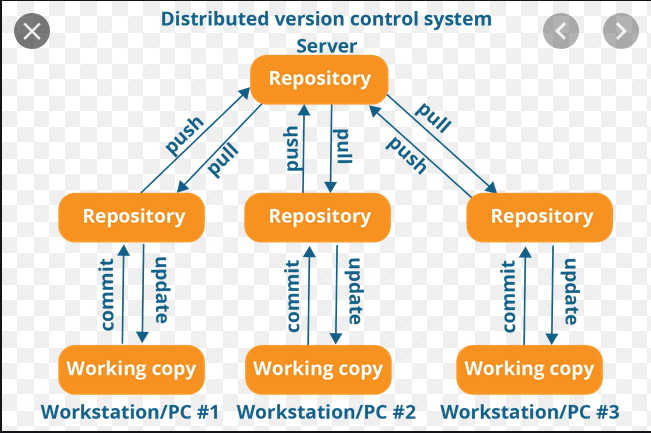 Distributed version control system
Server
Repository
push
pull
push
pull
push
pull
Repository
Repository
Repository
commit
update
commit
update
commit
update
Working copy
Working copy
Working copy
Workstation/PC #1
Workstation/PC #2
Workstation/PC #3